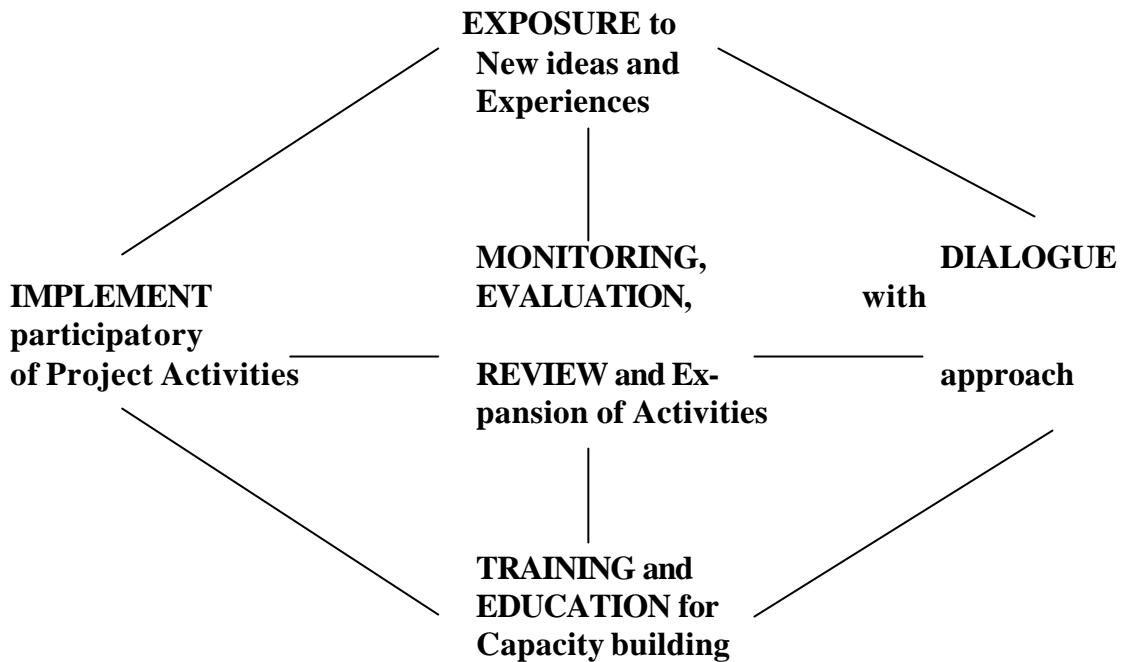 EXPOSURE to
New ideas and
Experiences
MONITORING, DIALOGUE
IMPLEMENT EVALUATION, with
participatory
of Project Activities REVIEW and Ex- approach
pansion of Activities
TRAINING and
EDUCATION for
Capacity building